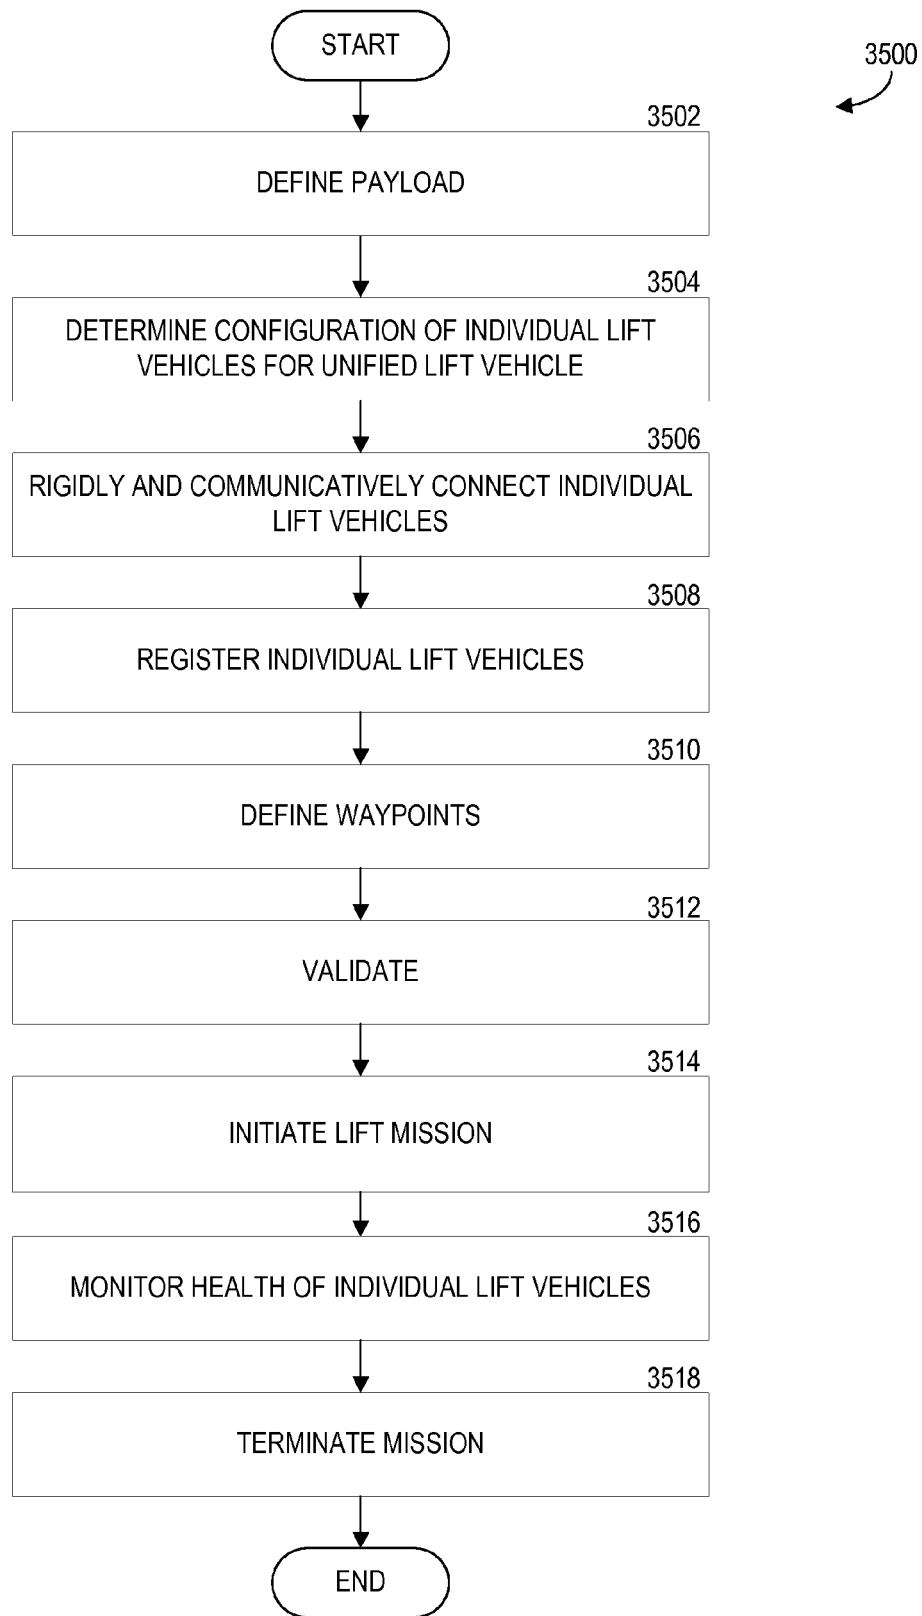 START
3500
3502
DEFINE PAYLOAD
3504
DETERMINE CONFIGURATION OF INDIVIDUAL LIFT
VEHICLES FOR UNIFIED LIFT VEHICLE
3506
RIGIDLY AND COMMUNICATIVELY CONNECT INDIVIDUAL
LIFT VEHICLES
3508
REGISTER INDIVIDUAL LIFT VEHICLES
3510
DEFINE WAYPOINTS
3512
VALIDATE
3514
INITIATE LIFT MISSION
3516
MONITOR HEALTH OF INDIVIDUAL LIFT VEHICLES
3518
TERMINATE MISSION
END